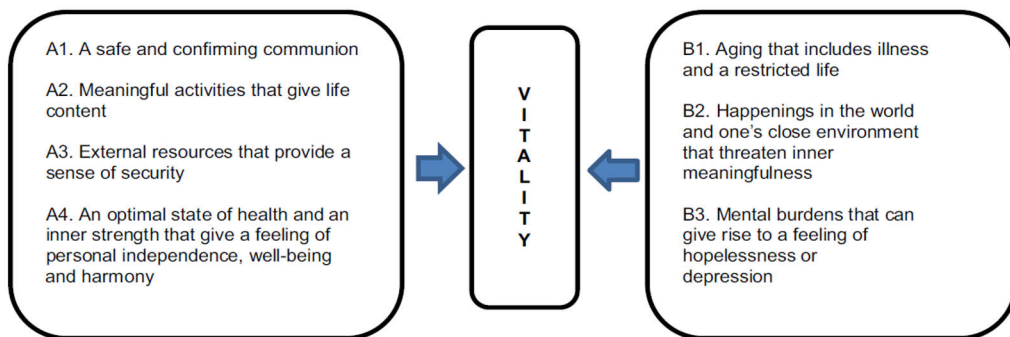 A1. A safe and confirming communion
A2. Meaningful activities that give life
content
A3. External resources that provide a
sense of security
A4. An optimal state of health and an
inner strength that give a feeling of
personal independence, well-being
and harmony
VITALITY
B1. Aging that includes illness
and a restricted life
B2. Happenings in the world
and one’s close environment
that threaten inner
meaningfulness
B3. Mental burdens that can
give rise to a feeling of
hopelessness or
depression